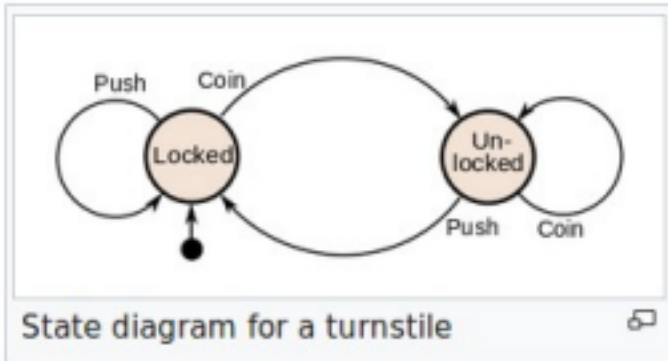 Push
Coin
Locked
Un-
locked
Push
Coin
State diagram for a turnstile